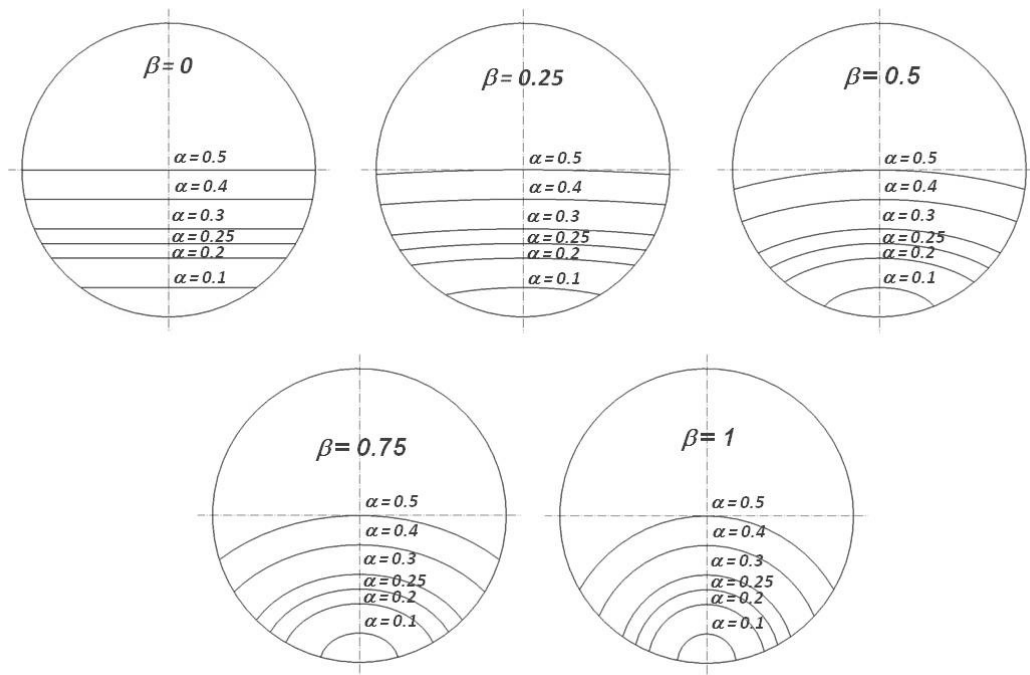 β= 0
α = 0.5
α = 0.4
α = 0.3
α = 0.25
α = 0.2
α = 0.1
β= 0.25
α = 0.5
α = 0.4
α = 0.3
α = 0.25
α = 0.2
α = 0.1
β= 0.5
α = 0.5
α = 0.4
α = 0.3
α = 0.25
α = 0.2
α = 0.1
β= 0.75
α = 0.5
α = 0.4
α = 0.3
α = 0.25
α = 0.2
α = 0.1
β= 1
α = 0.5
α = 0.4
α = 0.3
α = 0.25
α = 0.2
α = 0.1